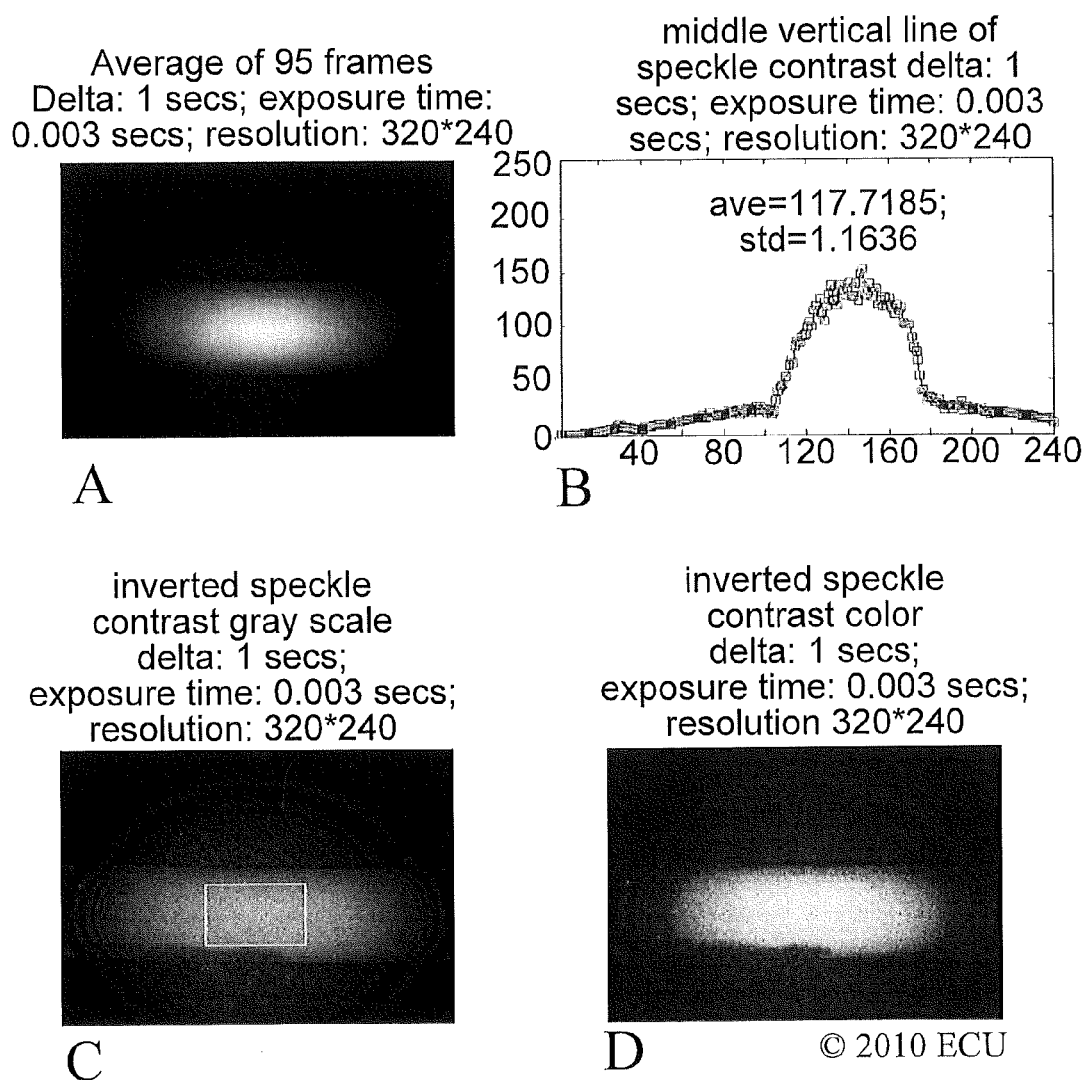 Average of 95 frames
Delta: 1 secs; exposure time:
0.003 secs; resolution: 320*240
A
middle vertical line of
speckle contrast delta: 1
secs; exposure time: 0.003
secs; resolution: 320*240
250
200
150
100
50
0
ave=117.7185;
std=1.1636
40 80 120 160 200 240
B
inverted speckle
contrast gray scale
delta: 1 secs;
exposure time: 0.003 secs;
resolution: 320*240
C
inverted speckle
contrast color
delta: 1 secs;
exposure time: 0.003 secs;
resolution 320*240
D
© 2010 ECU